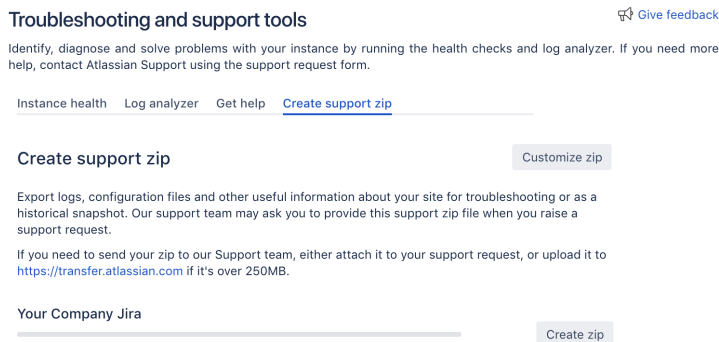 Troubleshooting and support tools
Give feedback
Identify, diagnose and solve problems with your instance by running the health checks and log analyzer. If you need more
help, contact Atlassian Support using the support request form.
Instance health Log analyzer Get help Create support zip
Create support zip
Customize zip
Export logs, configuration files and other useful information about your site for troubleshooting or as a
historical snapshot. Our support team may ask you to provide this support zip file when you raise a
support request.
If you need to send your zip to our Support team, either attach it to your support request, or upload it to
https://transfer.atlassian.com if it's over 250MB.
Your Company Jira
Create zip